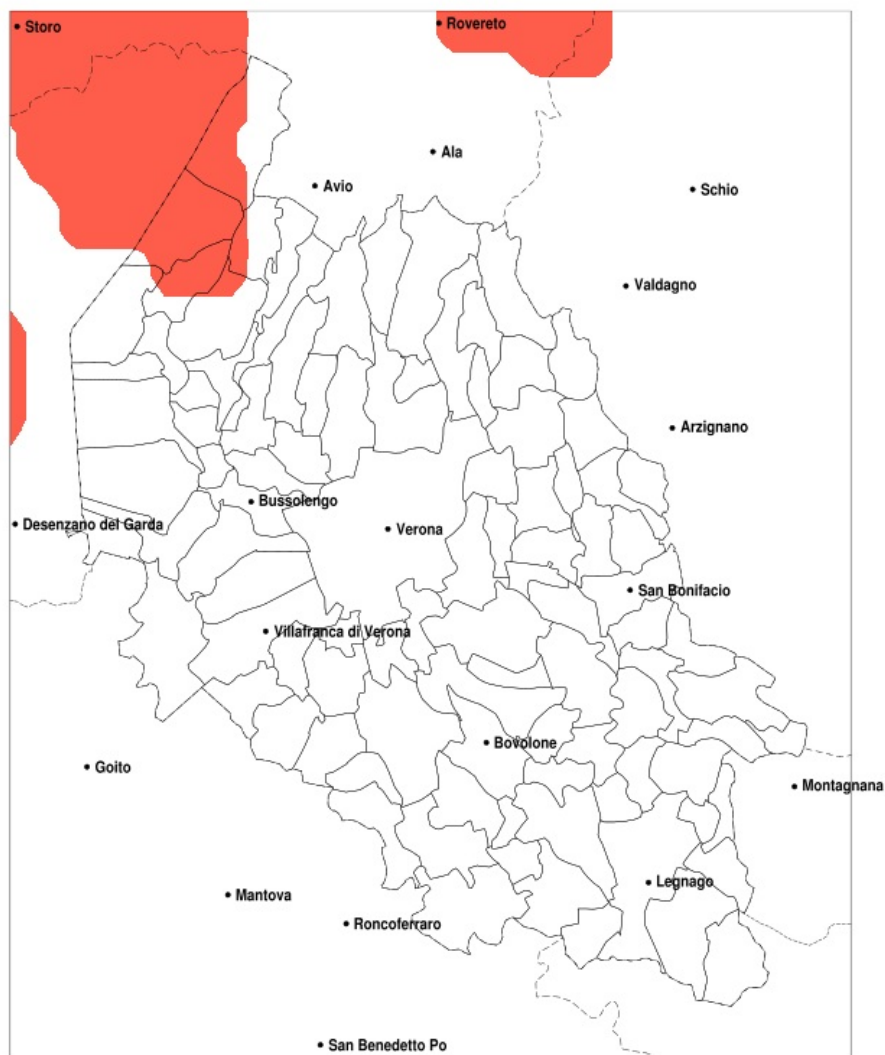 Storo
Rovereto
Ala
Avio
Schio
Valdagno
Arzignano
Bussolengo
Desenzano del Garda
Verona
San Bonifacio
Villafranca di Verona
Bovolone
Goito
Montagnana
Legnago
Mantova
Roncoferraro
San Benedetto Po